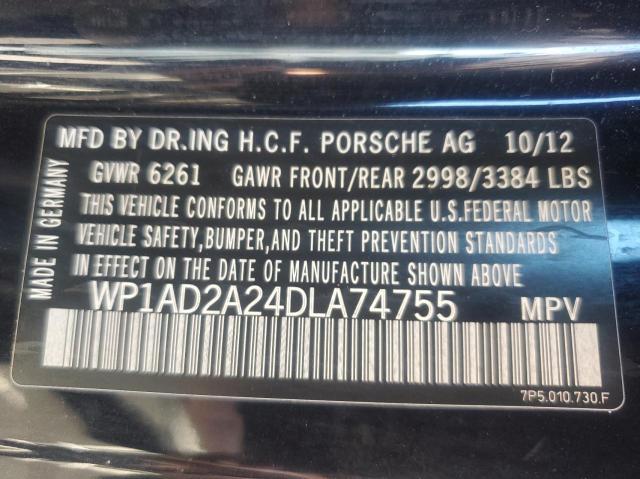 MFD BY DR.ING H.C.F. PORSCHE AG 10/12
GVWR 6261 GAWR FRONT/REAR 2998/3384 LBS
THIS VEHICLE CONFORMS TO ALL APPLICABLE U.S.FEDERAL MOTOR
VEHICLE SAFETY,BUMPER,AND THEFT PREVENTION STANDARDS
IN EFFECT ON THE DATE OF MANUFACTURE SHOWN ABOVE
WP1AD2A24DLA74755 MPV
7P5.010.730.F
MADE IN GERMANY